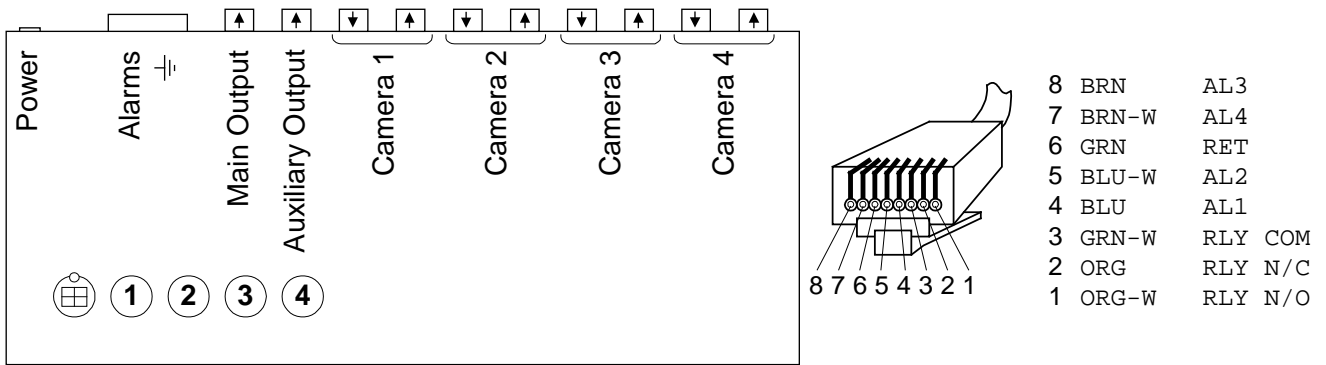 Power
Alarms
Main Output
Auxiliary Output
Camera 1
Camera 2
Camera 3
Camera 4
1 2 3 4
8 7 6 5 4 3 2 1
8 BRN AL3
7 BRN-W AL4
6 GRN RET
5 BLU-W AL2
4 BLU AL1
3 GRN-W RLY COM
2 ORG RLY N/C
1 ORG-W RLY N/O